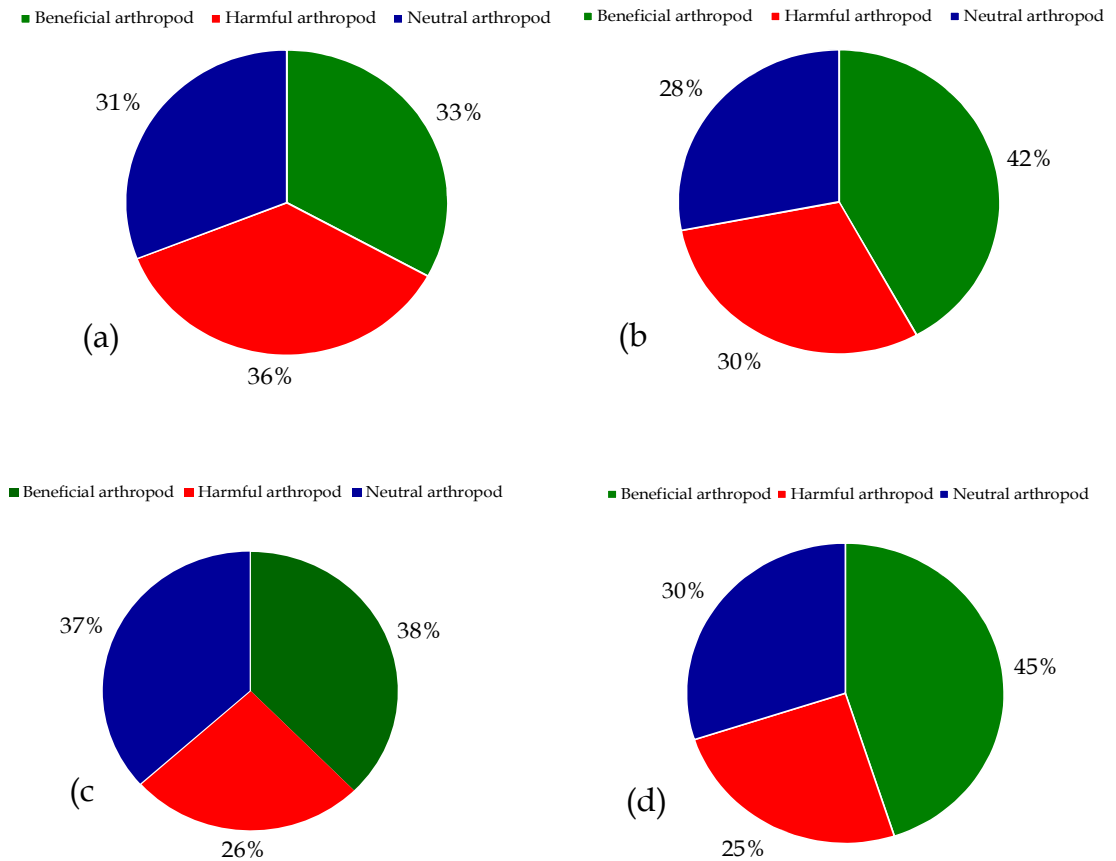 Beneficial arthropod Harmful arthropod Neutral arthropod
31%
33%
(a)
36%
Beneficial arthropod Harmful arthropod Neutral arthropod
28%
42%
(b
30%
Beneficial arthropod Harmful arthropod Neutral arthropod
37%
38%
(c
26%
Beneficial arthropod Harmful arthropod Neutral arthropod
30%
45%
(d)
25%